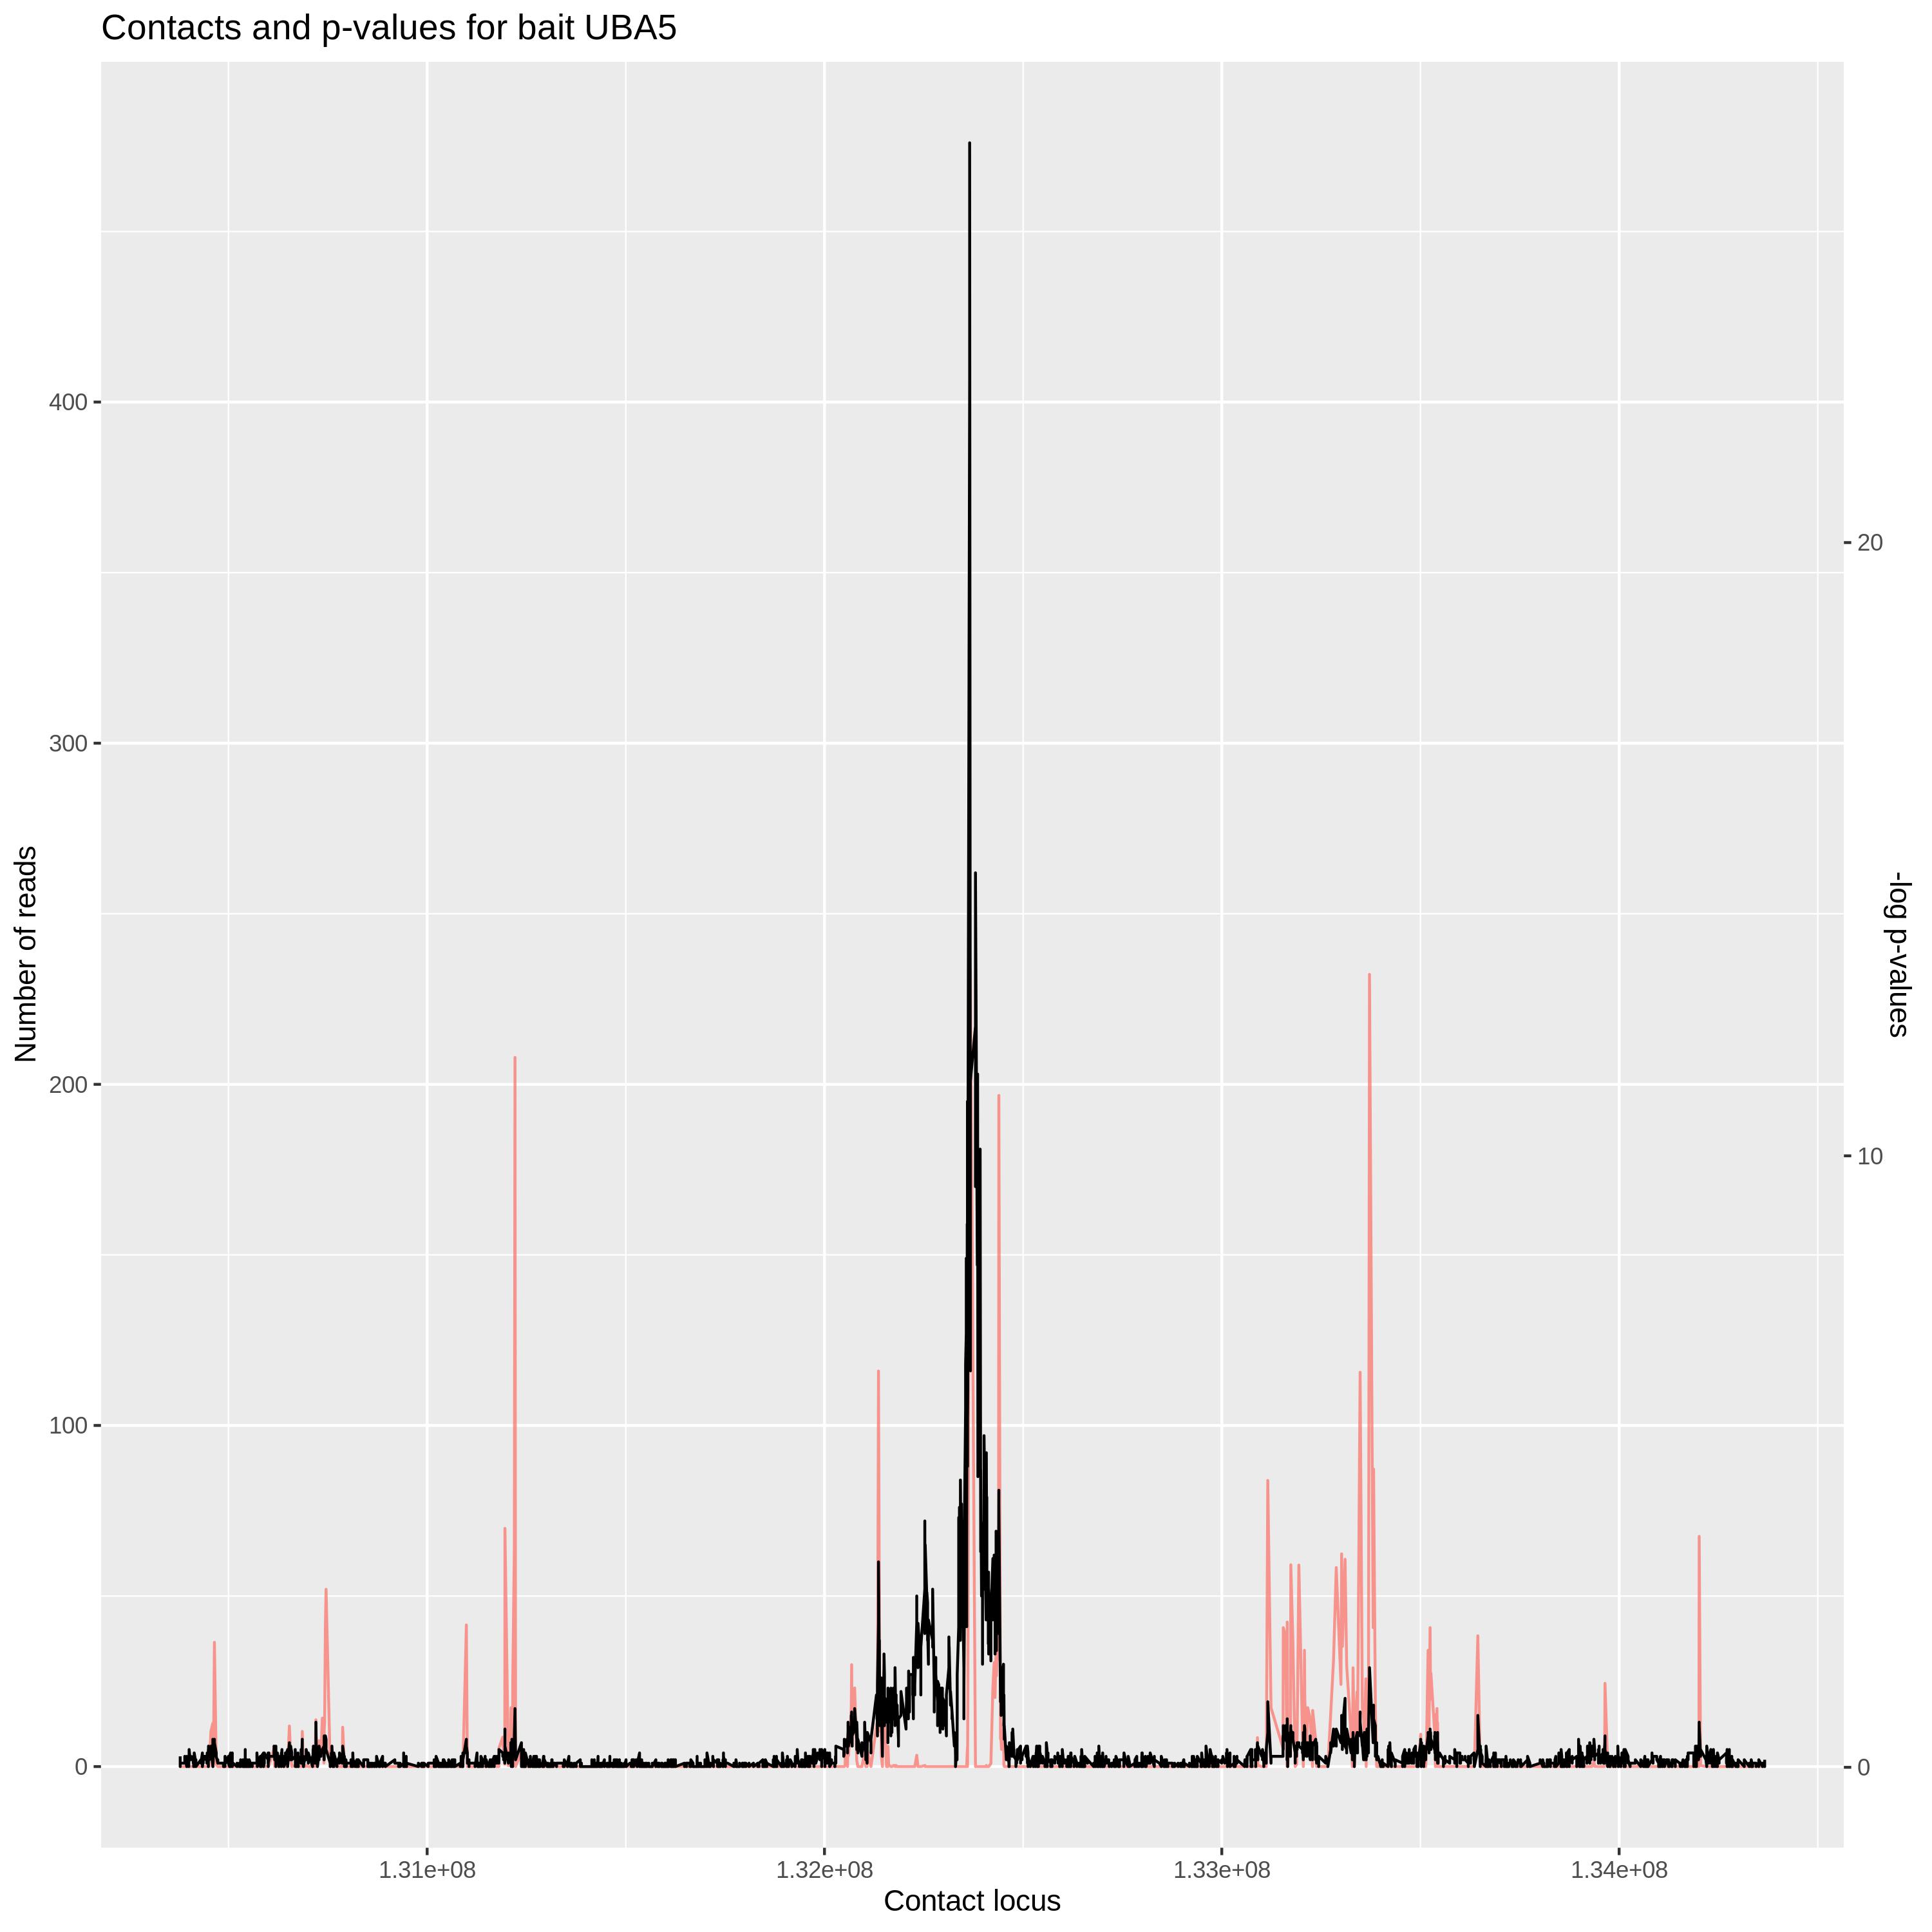 Contacts and p-values for bait UBA5
400
300
200
100
0
Number of reads
20
10
0
-log p-values
1.31e+08
1.32e+08
1.33e+08
1.34e+08
Contact locus